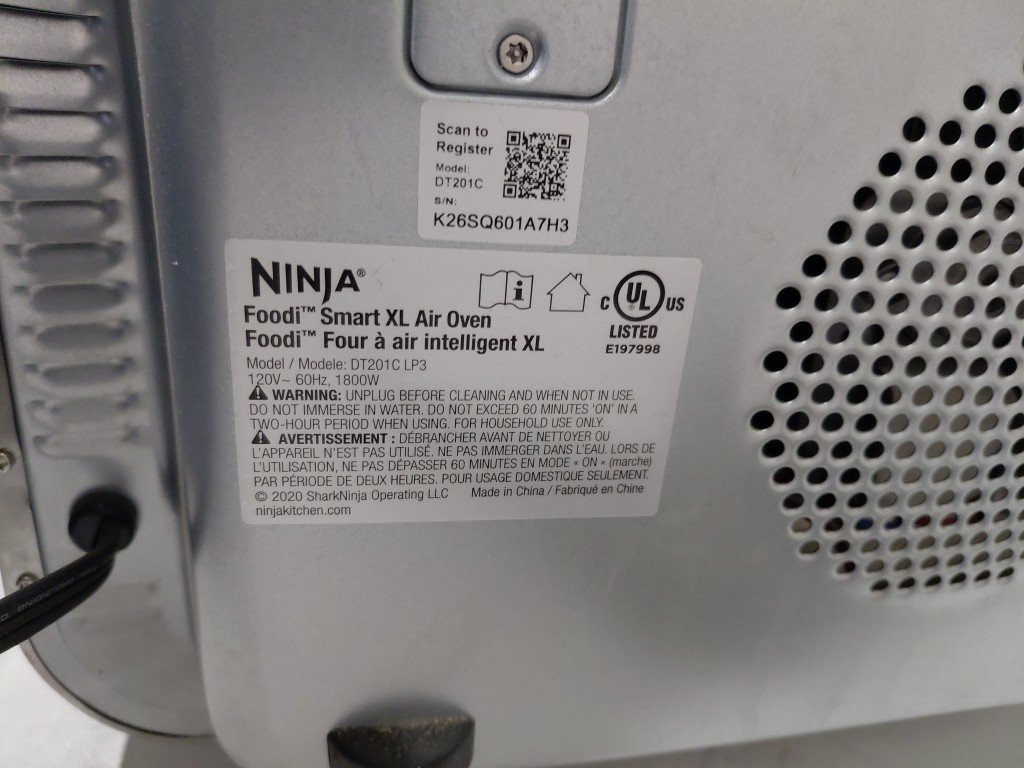 Scan to
Register
Model:
DT201C
S/N:
K26SQ601A7H3
NINJA®
Foodi™ Smart XL Air Oven
Foodi™ Four à air intelligent XL
C UL ® US
LISTED
E197998
Model / Modele: DT201C LP3
120V~ 60Hz, 1800W
WARNING: UNPLUG BEFORE CLEANING AND WHEN NOT IN USE.
DO NOT IMMERSE IN WATER. DO NOT EXCEED 60 MINUTES 'ON' IN A
TWO-HOUR PERIOD WHEN USING. FOR HOUSEHOLD USE ONLY.
AVERTISSEMENT : DÉBRANCHER AVANT DE NETTOYER OU
L'APPAREIL N'EST PAS UTILISÉ. NE PAS IMMERGER DANS L'EAU. LORS DE
L'UTILISATION, NE PAS DÉPASSER 60 MINUTES EN MODE « ON » (marche)
PAR PÉRIODE DE DEUX HEURES. POUR USAGE DOMESTIQUE SEULEMENT.
© 2020 SharkNinja Operating LLC Made in China / Fabriqué en Chine
ninjakitchen.com